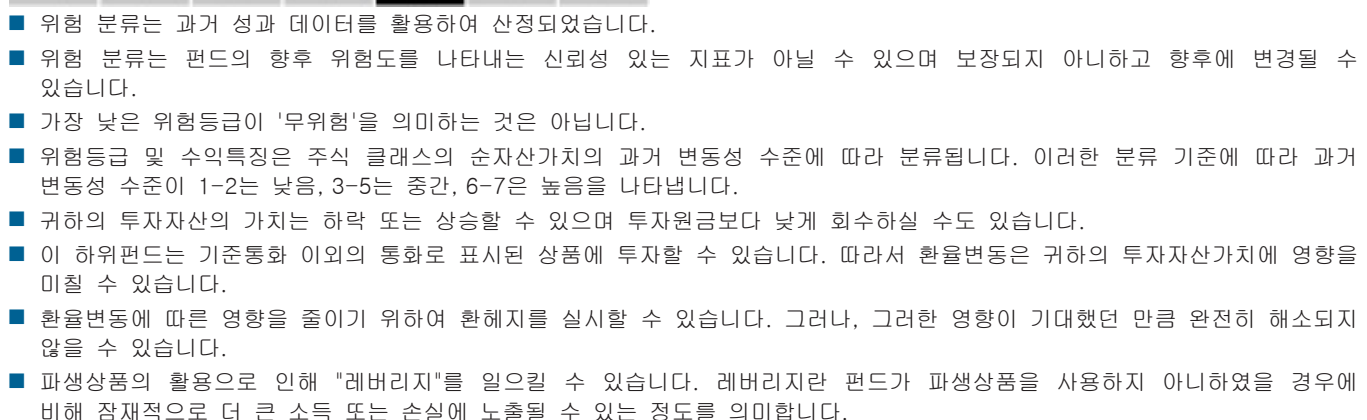 ■ 위험 분류는 과거 성과 데이터를 활용하여 산정되었습니다.
■ 위험 분류는 펀드의 향후 위험도를 나타내는 신뢰성 있는 지표가 아닐 수 있으며 보장되지 아니하고 향후에 변경될 수
있습니다.
■ 가장 낮은 위험등급이 '무위험'을 의미하는 것은 아닙니다.
■ 위험등급 및 수익특징은 주식 클래스의 순자산가치의 과거 변동성 수준에 따라 분류됩니다. 이러한 분류 기준에 따라 과거
변동성 수준이 1-2는 낮음, 3-5는 중간, 6-7은 높음을 나타냅니다.
■ 귀하의 투자자산의 가치는 하락 또는 상승할 수 있으며 투자원금보다 낮게 회수하실 수도 있습니다.
■ 이 하위펀드는 기준통화 이외의 통화로 표시된 상품에 투자할 수 있습니다. 따라서 환율변동은 귀하의 투자자산가치에 영향을
미칠 수 있습니다.
■ 환율변동에 따른 영향을 줄이기 위하여 환헤지를 실시할 수 있습니다. 그러나, 그러한 영향이 기대했던 만큼 완전히 해소되지
않을 수 있습니다.
■ 파생상품의 활용으로 인해 "레버리지"를 일으킬 수 있습니다. 레버리지란 펀드가 파생상품을 사용하지 아니하였을 경우에
비해 잠재적으로 더 큰 소득 또는 손실에 노출될 수 있는 정도를 의미합니다.